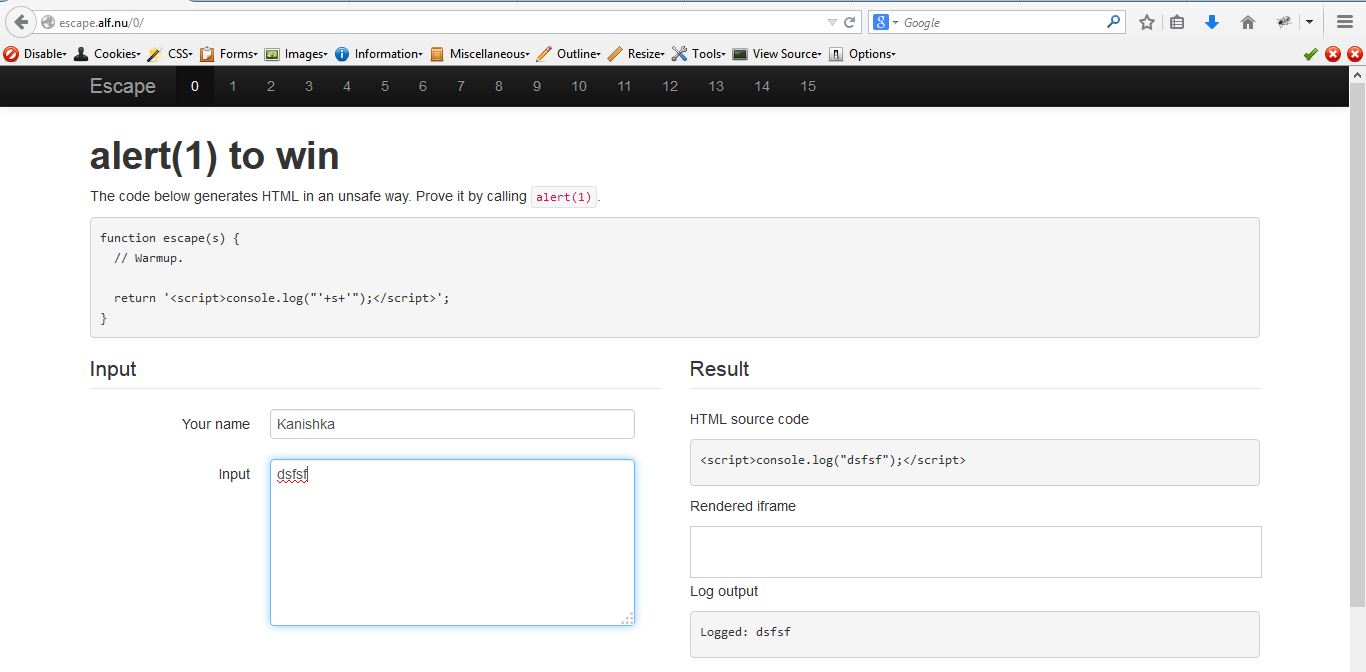 escape.alf.nu/0/
8 Google
Disable Cookies CSS Forms Images Information Miscellaneous Outline Resize Tools View Source Options
Escape 0 1 2 3 4 5 6 7 8 9 10 11 12 13 14 15
alert(1) to win
The code below generates HTML in an unsafe way. Prove it by calling alert(1).
function escape(s) {
// Warmup.
return '<script>console.log("'+s+'");</script>';
}
Input
Result
Your name Kanishka
HTML source code
<script>console.log("dsfsf");</script>
Input dsfsf
Rendered iframe
Log output
Logged: dsfsf